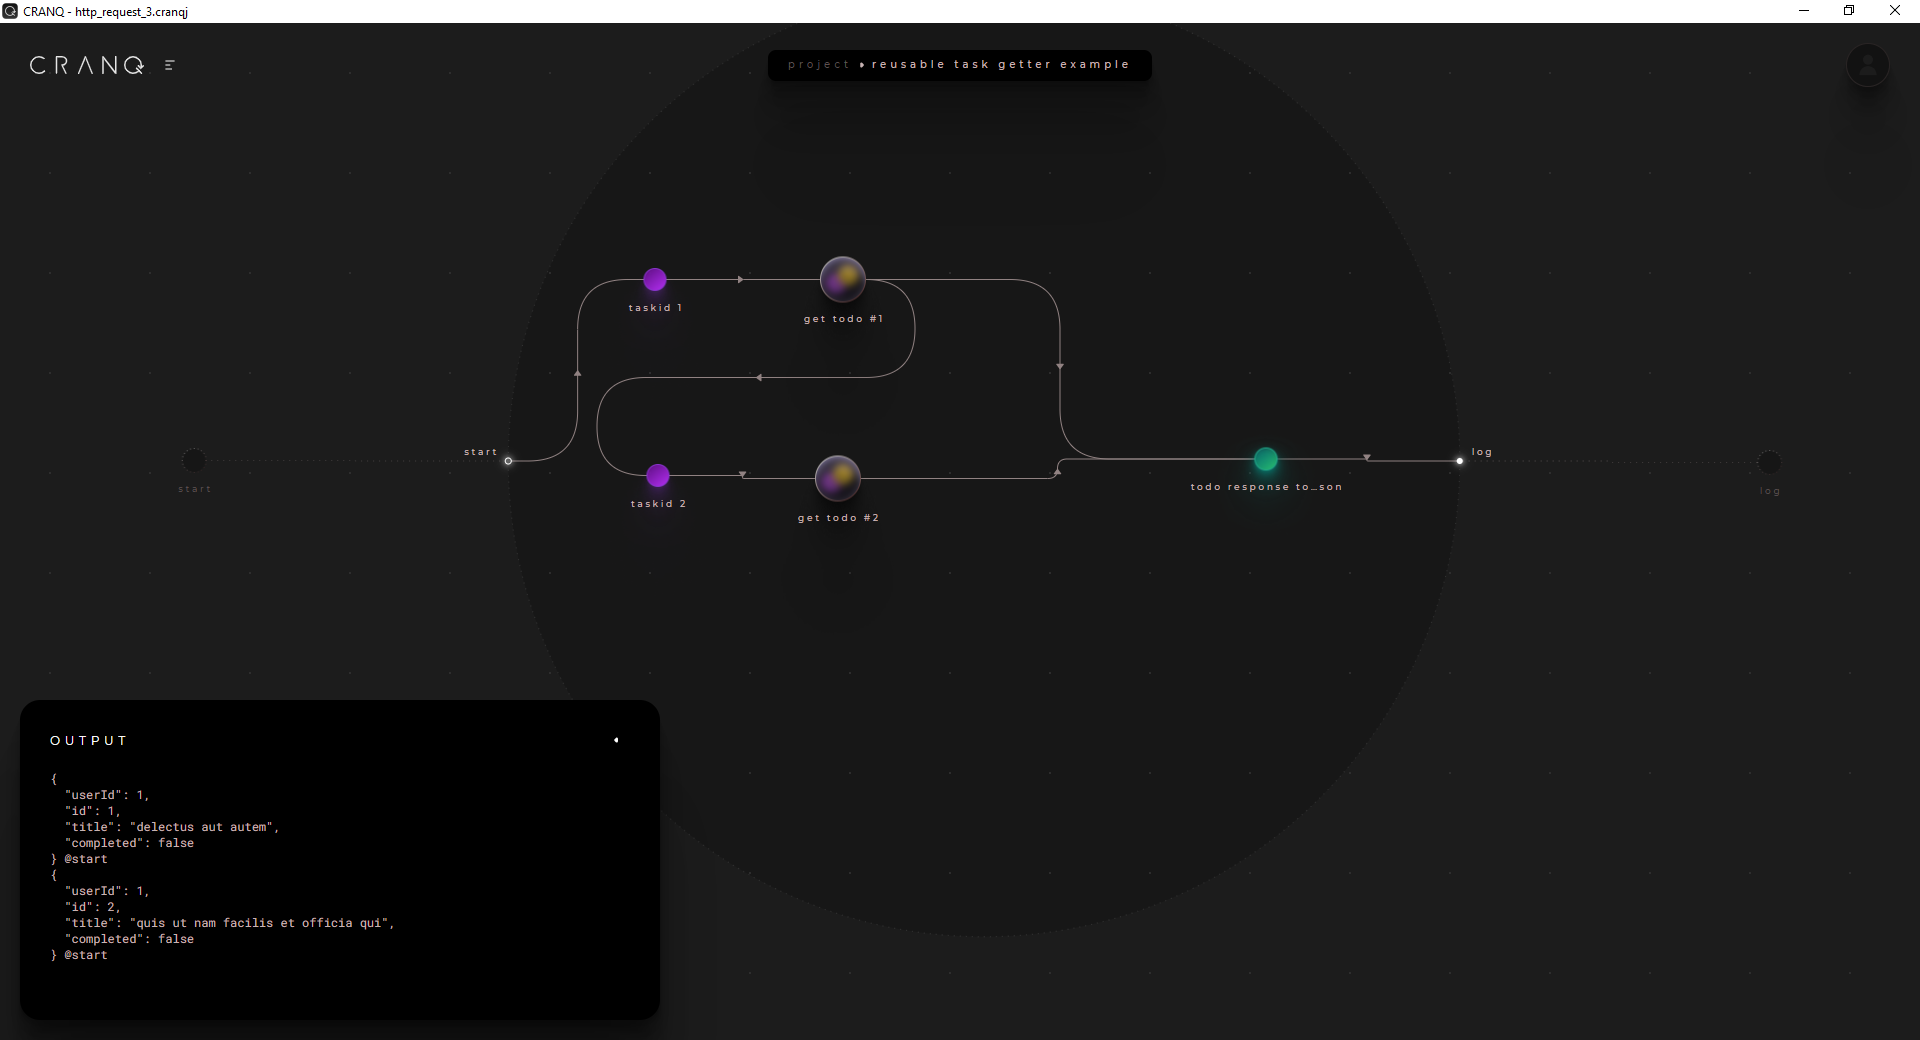 CRANQ - http_request_3.cranqj
CRANQ
project reusable task getter example
taskid 1
get todo #1
start
log
start
taskid 2
get todo #2
todo response to…son
log
OUTPUT
{
"userId": 1,
"id": 1,
"title": "delectus aut autem",
"completed": false
} @start
{
"userId": 1,
"id": 2,
"title": "quis ut nam facilis et officia qui",
"completed": false
} @start